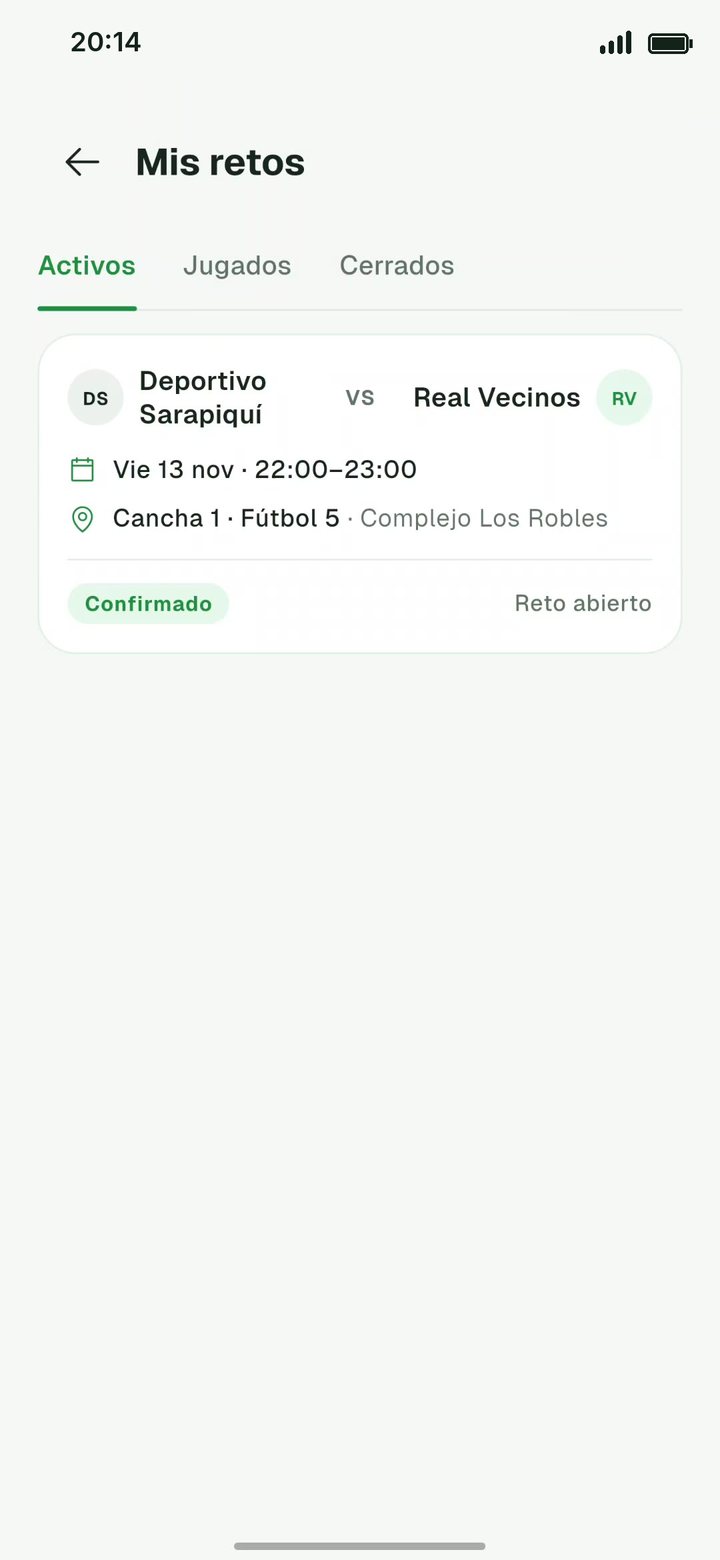 20:14
Mis retos
Activos Jugados Cerrados
DS Deportivo Sarapiquí VS Real Vecinos RV
Vie 13 nov · 22:00–23:00
Cancha 1 · Fútbol 5 · Complejo Los Robles
Confirmado Reto abierto